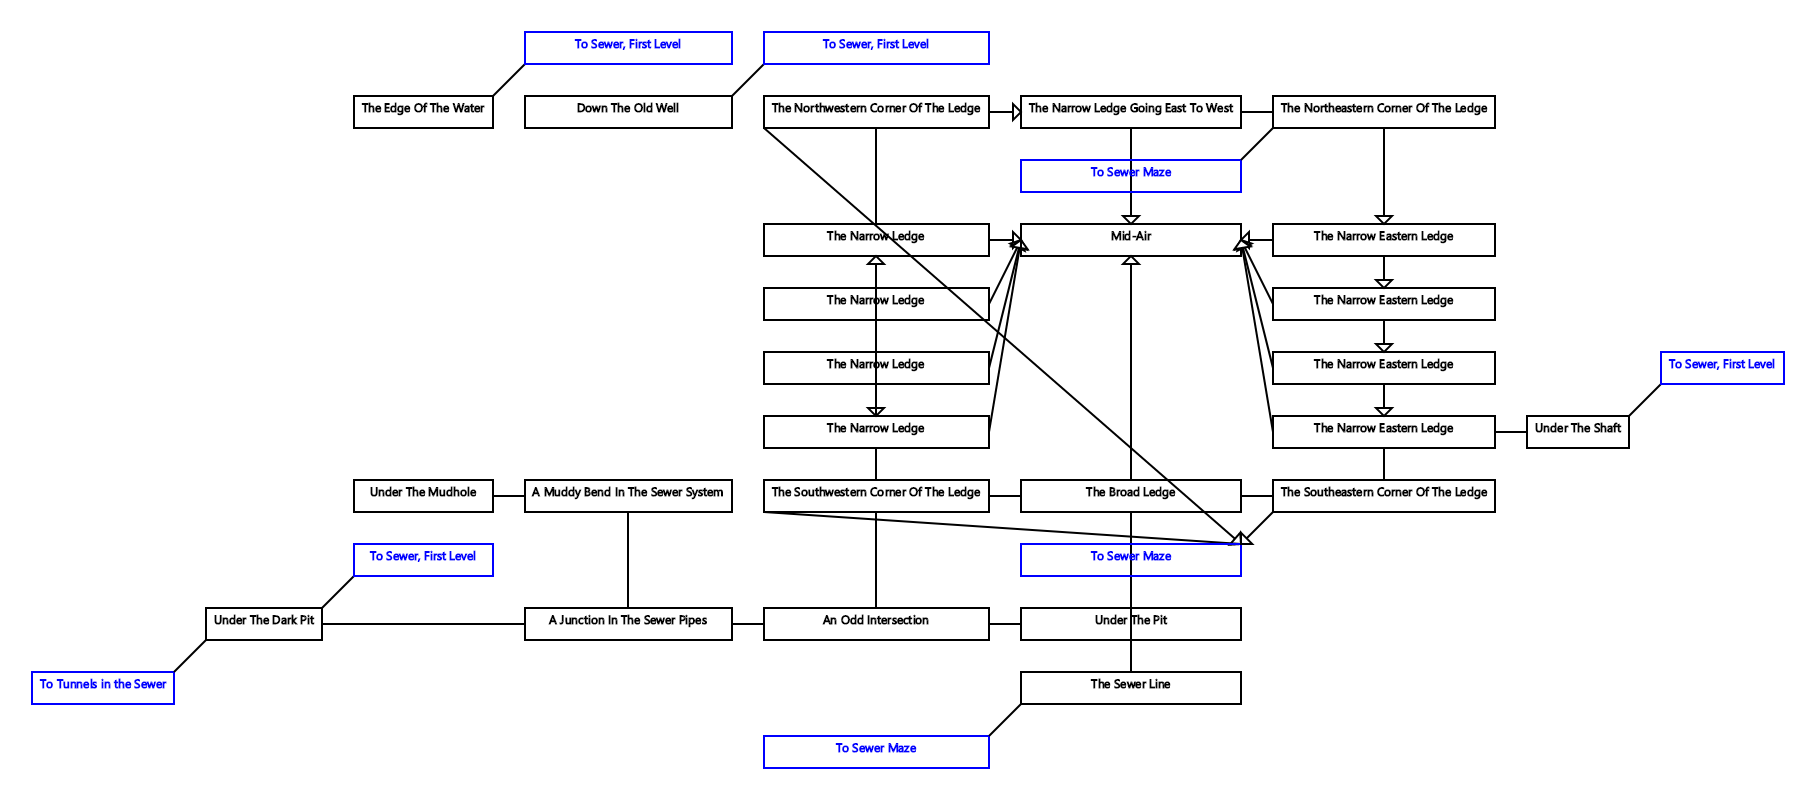 To Sewer, First Level
To Sewer, First Level
The Edge Of The Water
Down The Old Well
The Northwestern Corner Of The Ledge
The Narrow Ledge Going East To West
The Northeastern Corner Of The Ledge
To Sewer Maze
The Narrow Ledge
Mid-Air
The Narrow Eastern Ledge
The Narrow Ledge
The Narrow Eastern Ledge
The Narrow Ledge
The Narrow Eastern Ledge
To Sewer, First Level
The Narrow Ledge
The Narrow Eastern Ledge
Under The Shaft
Under The Mudhole
A Muddy Bend In The Sewer System
The Southwestern Corner Of The Ledge
The Broad Ledge
The Southeastern Corner Of The Ledge
To Sewer, First Level
To Sewer Maze
Under The Dark Pit
A Junction In The Sewer Pipes
An Odd Intersection
Under The Pit
To Tunnels in the Sewer
The Sewer Line
To Sewer Maze